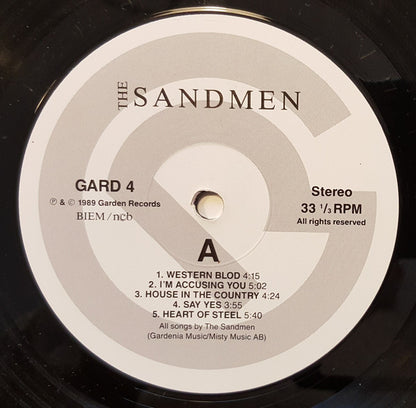 THE SANDMEN
GARD 4
Ⓟ & © 1989 Garden Records
BIEM/ncb
Stereo
33 1/3 RPM
All rights reserved
A
1. WESTERN BLOD 4:15
2. I'M ACCUSING YOU 5:02
3. HOUSE IN THE COUNTRY 4:24
4. SAY YES 3:55
5. HEART OF STEEL 5:40
All songs by The Sandmen
(Gardenia Music/Misty Music AB)